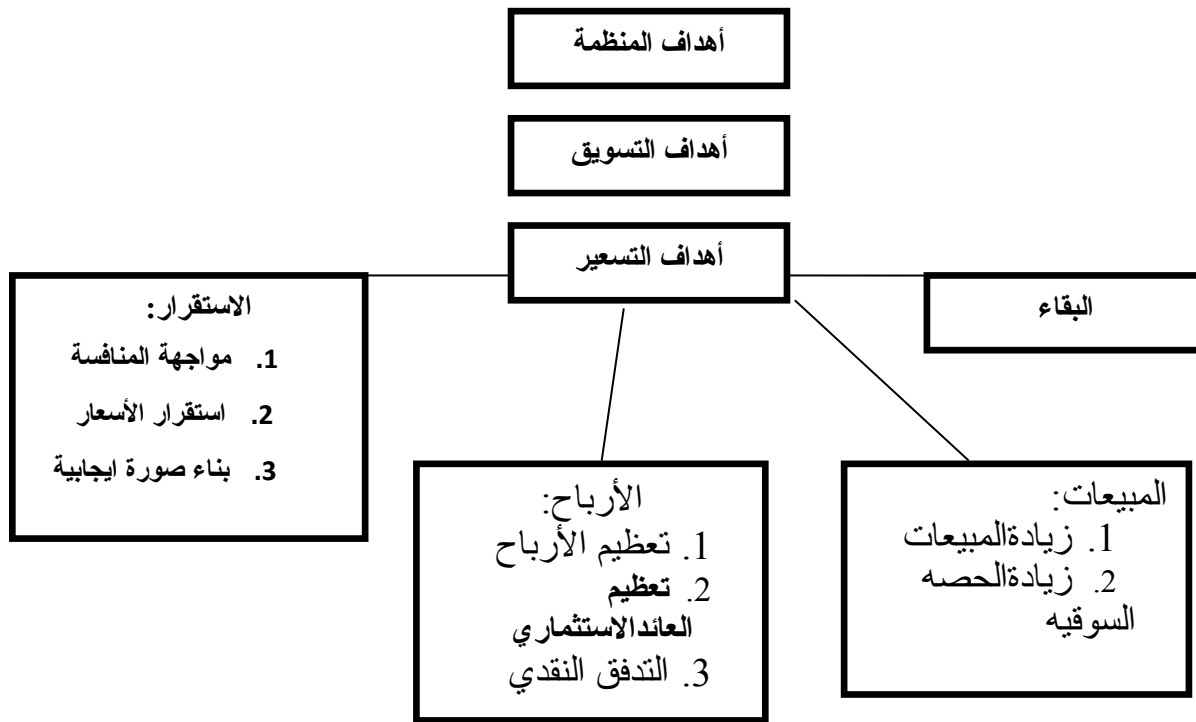 أهداف المنظمة
أهداف التسويق
أهداف التسعير
البقاء
الاستقرار:
1. مواجهة المنافسة
2. استقرار الأسعار
3. بناء صورة ايجابية
المبيعات:
1. زيادةالمبيعات
2. زيادةالحصه
السوقيه
الأرباح:
1. تعظيم الأرباح
2. تعظيم
العائدالاستثماري
3. التدفق النقدي